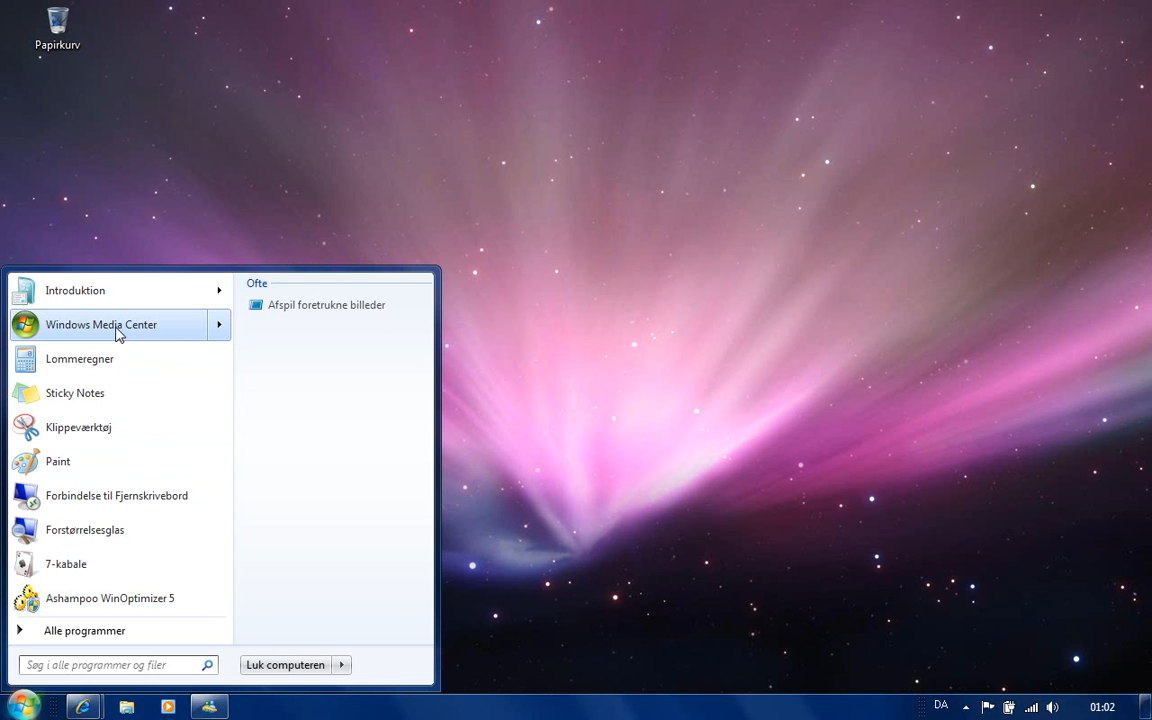 Papirkurv
Introduktion
Windows Media Center
Lommeregner
Sticky Notes
Klippeværktøj
Paint
Forbindelse til Fjernskrivebord
Forstørrelsesglas
7-kabale
Ashampoo WinOptimizer 5
Alle programmer
Søg i alle programmer og filer
Ofte
Afspil foretrukne billeder
Luk computeren
DA
01:02